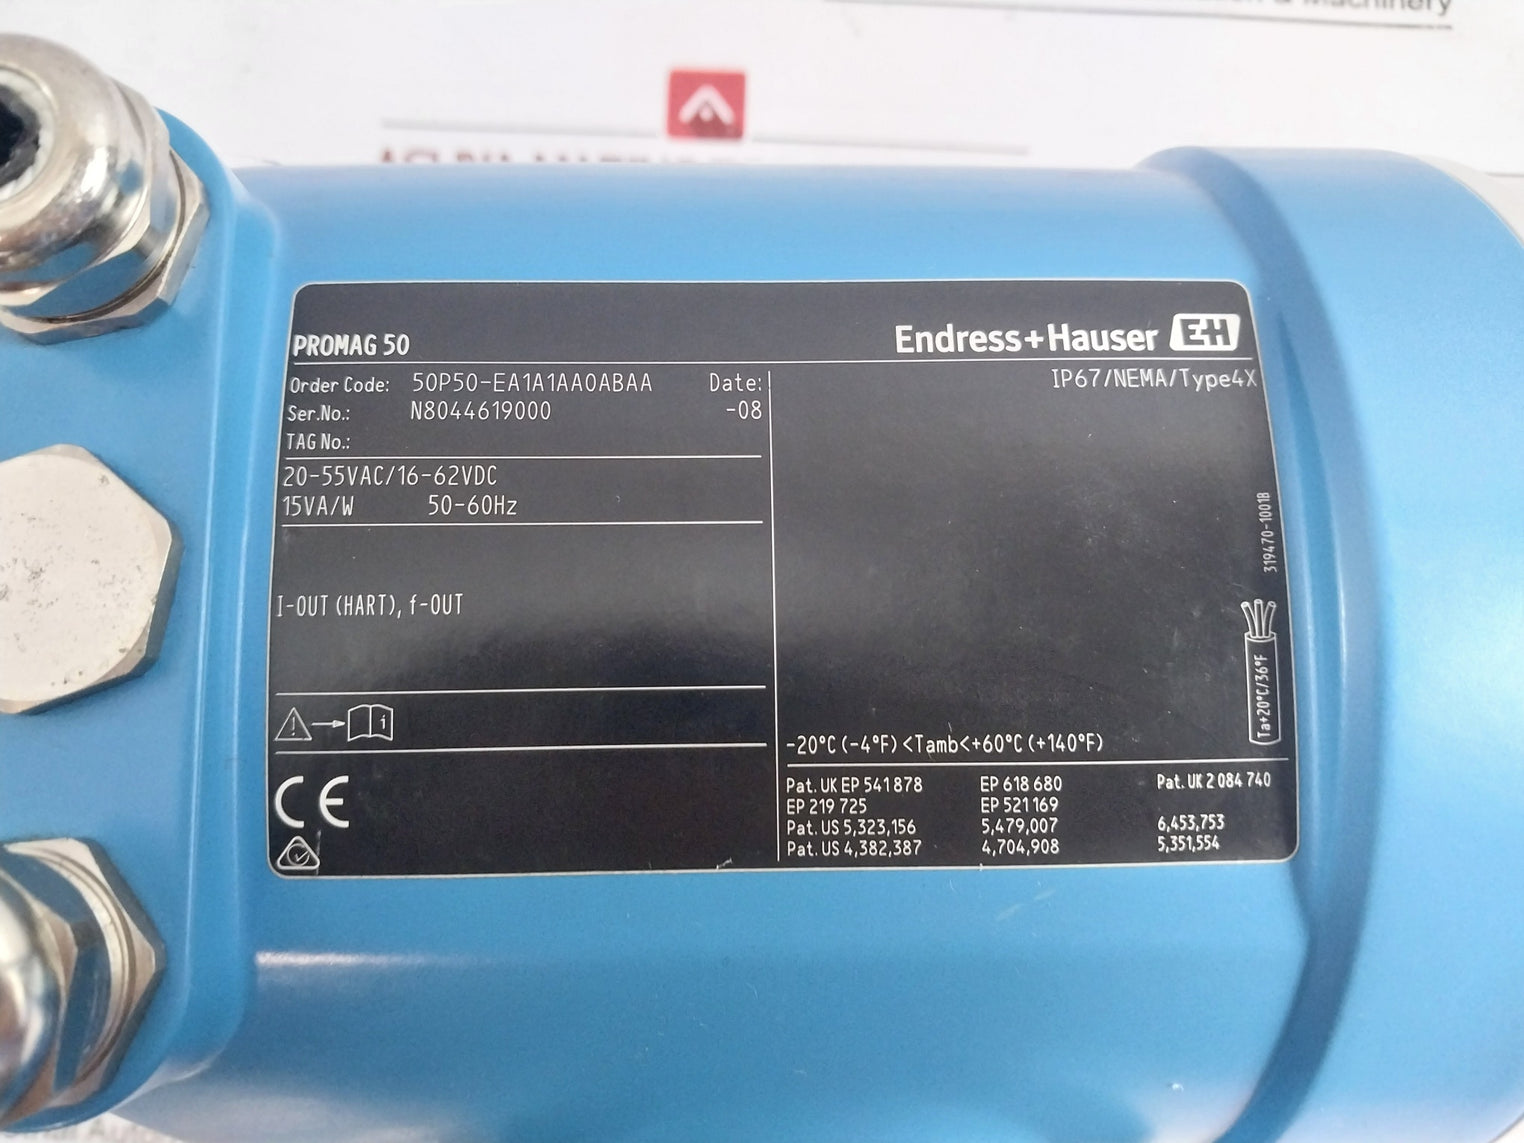 & Machinery
PROMAG 50
Endress+Hauser EH
Order Code: 50P50-EA1A1AA0ABAA Date:
Ser.No.: N8044619000 -08
TAG No.:
20-55VAC/16-62VDC
15VA/W 50-60Hz
I-OUT (HART), f-OUT
i
CE
IP67/NEMA/Type4X
319470-1001B
Ta+20°C/36°F
-20°C (-4°F) <Tamb<+60°C (+140°F)
Pat. UK EP 541 878 EP 618 680 Pat. UK 2 084 740
EP 219 725 EP 521 169
Pat. US 5,323,156 5,479,007 6,453,753
Pat. US 4,382,387 4,704,908 5,351,554